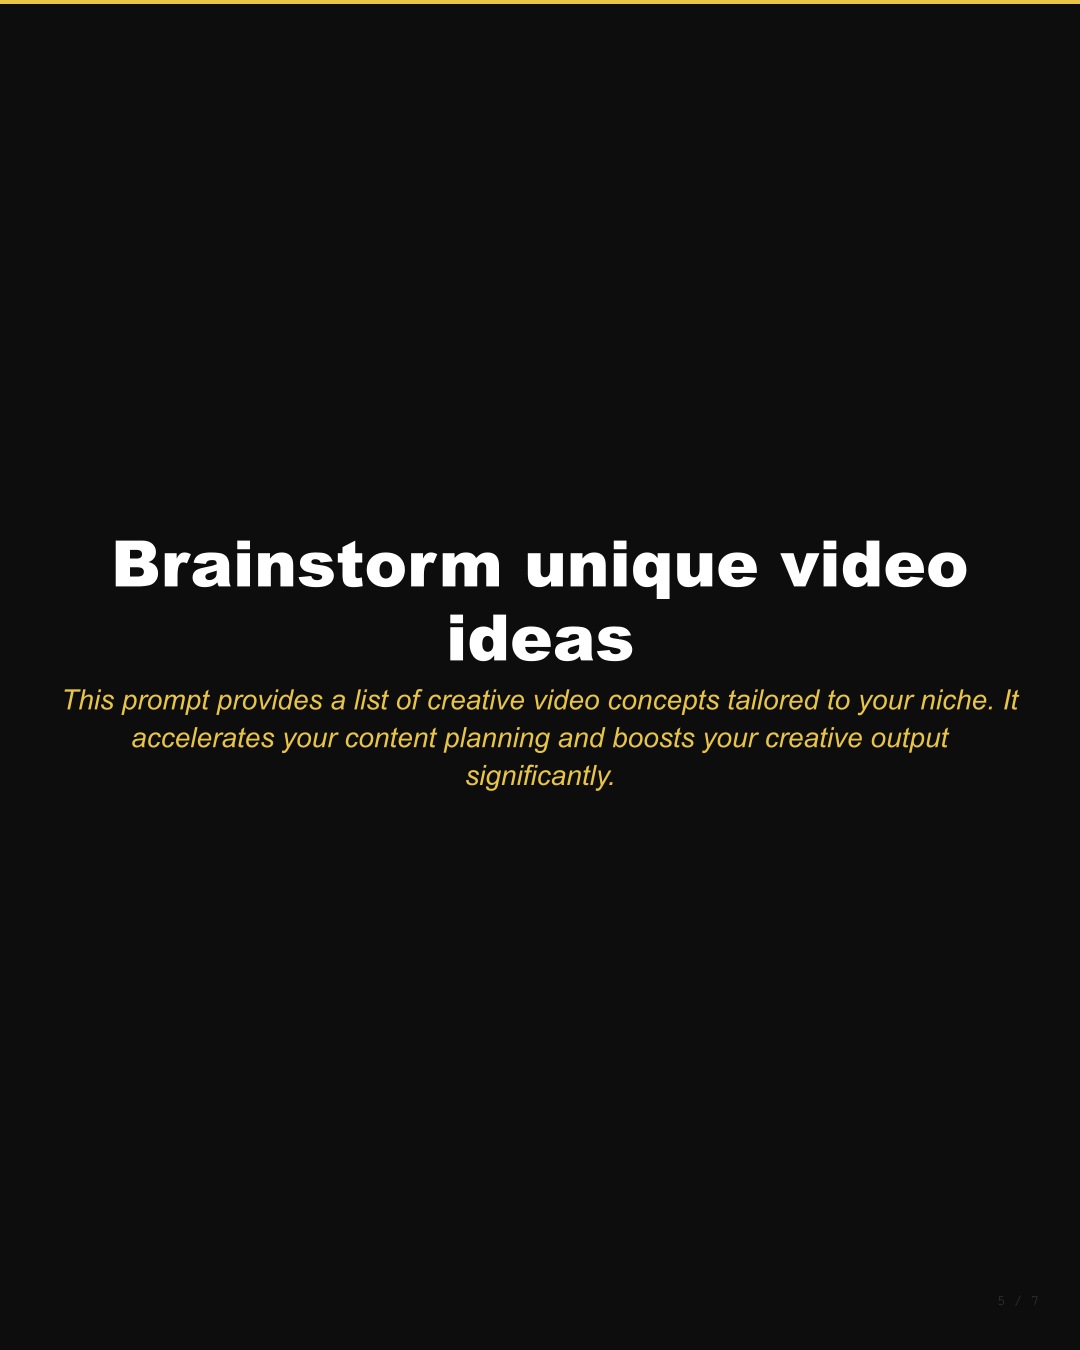 Brainstorm unique video
ideas
This prompt provides a list of creative video concepts tailored to your niche. It
accelerates your content planning and boosts your creative output
significantly.
5 / 7